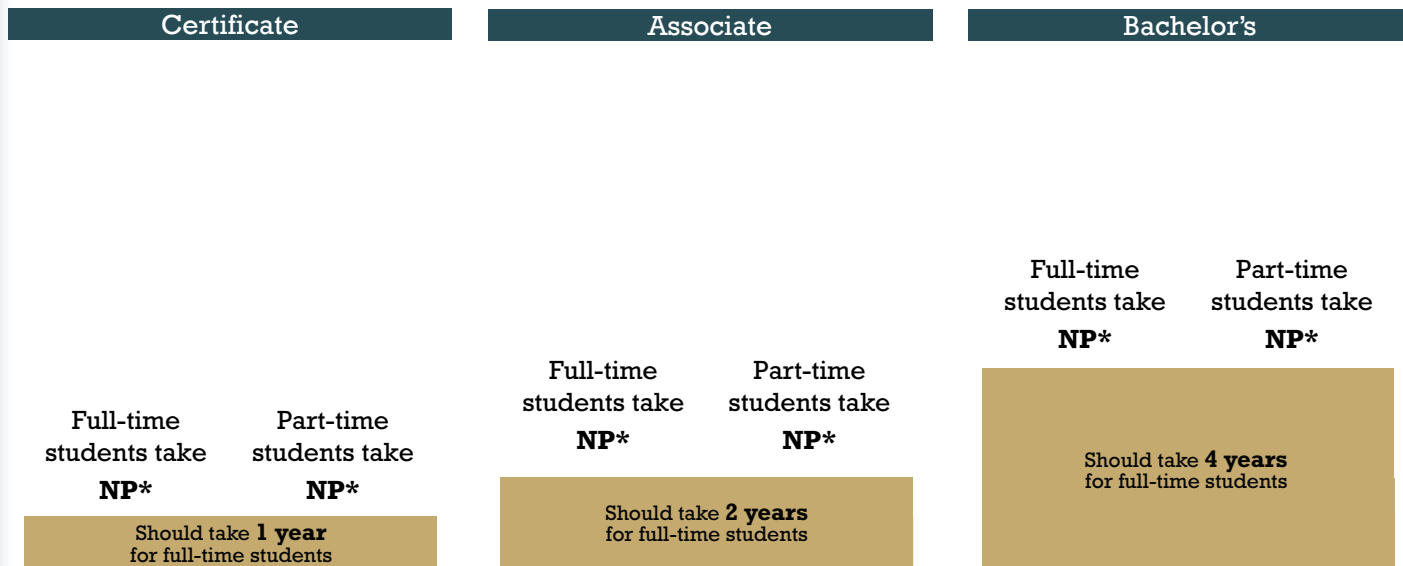 Certificate
Full-time
students take
NP*
Part-time
students take
NP*
Should take 1 year
for full-time students
Associate
Full-time
students take
NP*
Part-time
students take
NP*
Should take 2 years
for full-time students
Bachelor's
Full-time
students take
NP*
Part-time
students take
NP*
Should take 4 years
for full-time students